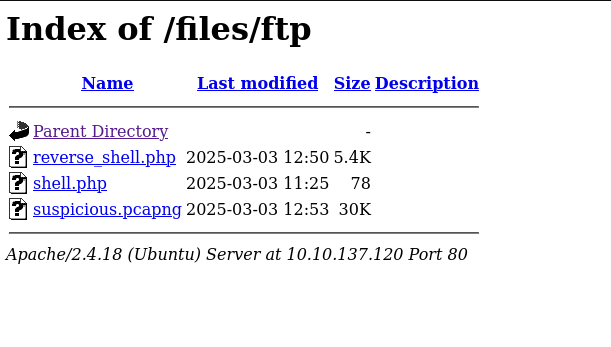 Index of /files/ftp
Name Last modified Size Description
Parent Directory -
reverse_shell.php 2025-03-03 12:50 5.4K
shell.php 2025-03-03 11:25 78
suspicious.pcapng 2025-03-03 12:53 30K
Apache/2.4.18 (Ubuntu) Server at 10.10.137.120 Port 80